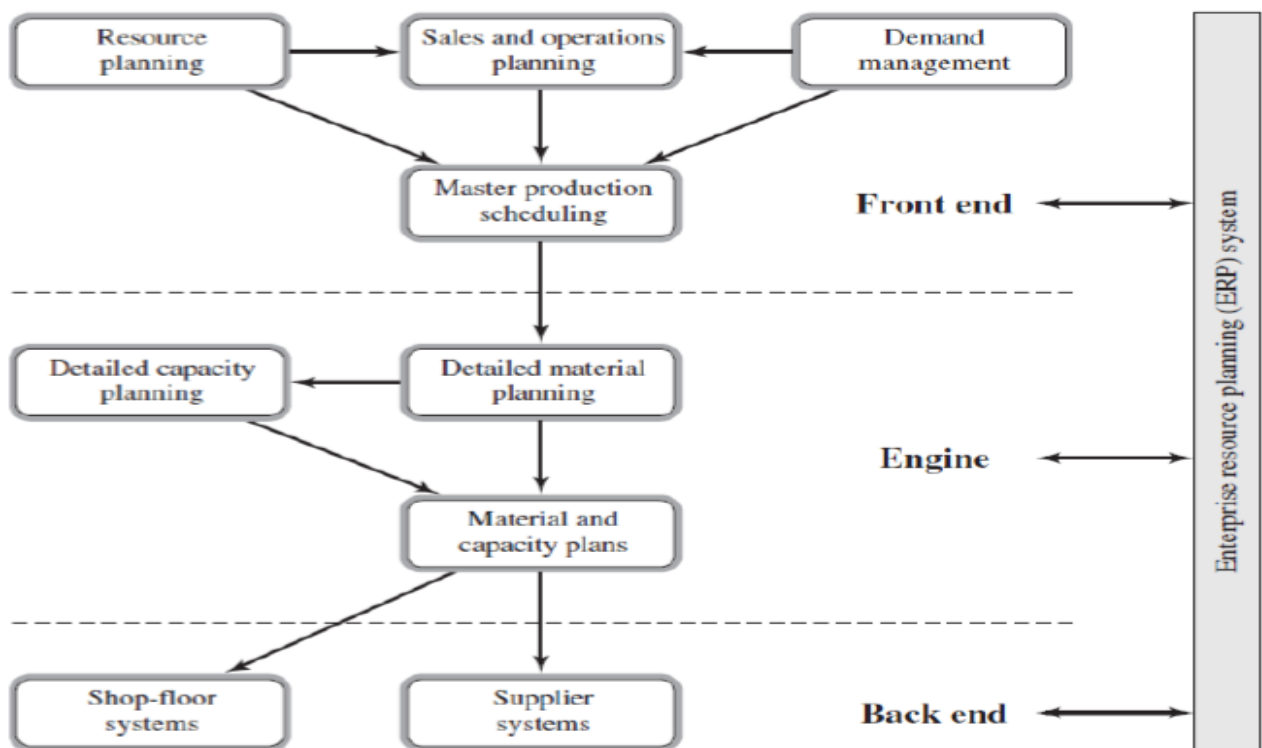 Resource
planning
Sales and operations
planning
Demand
management
Master production
scheduling
Front end
Detailed capacity
planning
Detailed material
planning
Engine
Material and
capacity plans
Shop-floor
systems
Supplier
systems
Back end
Enterprise resource planning (ERP) system